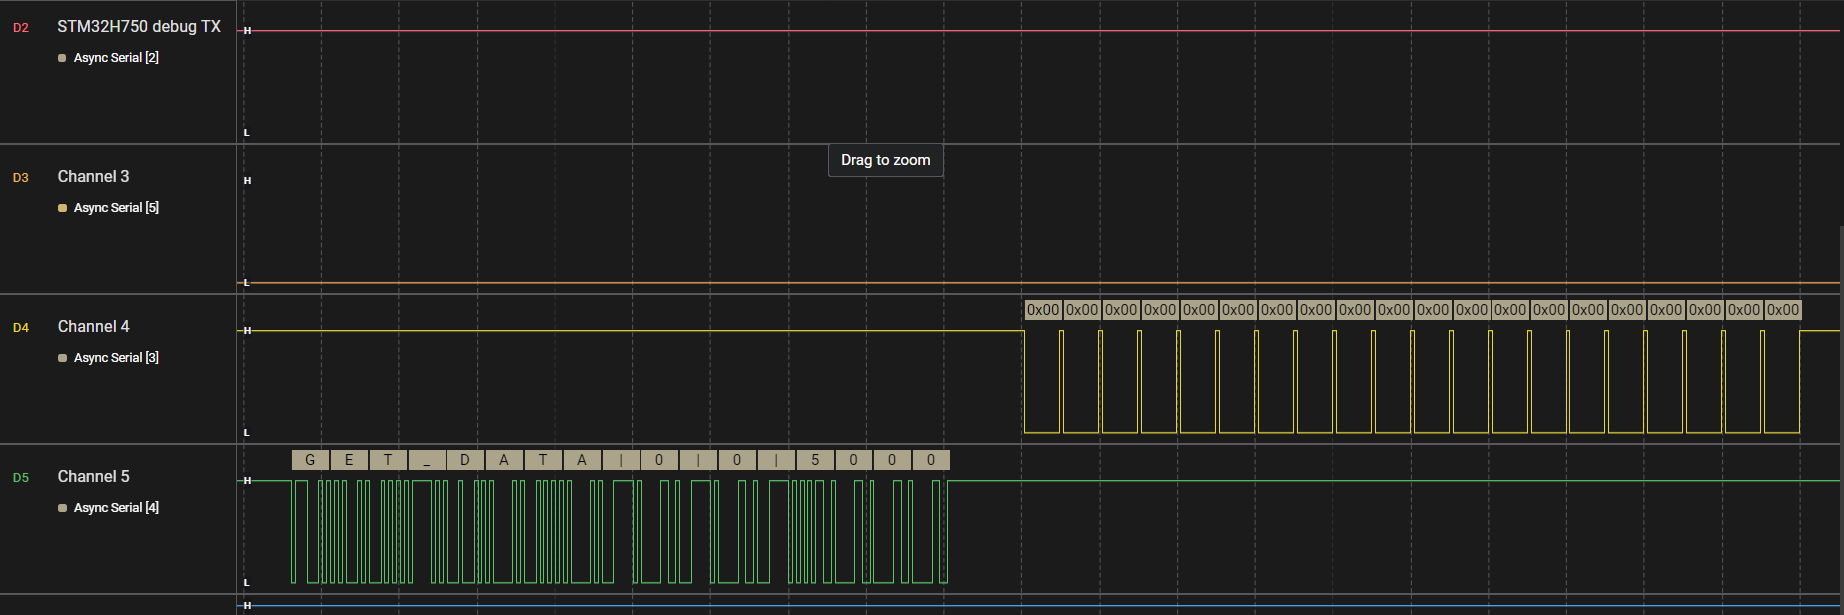 D2 STM32H750 debug TX H
Async Serial [2]
L
Drag to zoom
D3 Channel 3 H
Async Serial [5]
L
0x00 0x00 0x00 0x00 0x00 0x00 0x00 0x00 0x00 0x00 0x00 0x00 0x00 0x00 0x00 0x00 0x00 0x00 0x00 0x00
D4 Channel 4 H
Async Serial [3]
L
G E T _ D A T A | 0 | 0 | 5 0 0 0
D5 Channel 5 H
Async Serial [4]
L
H